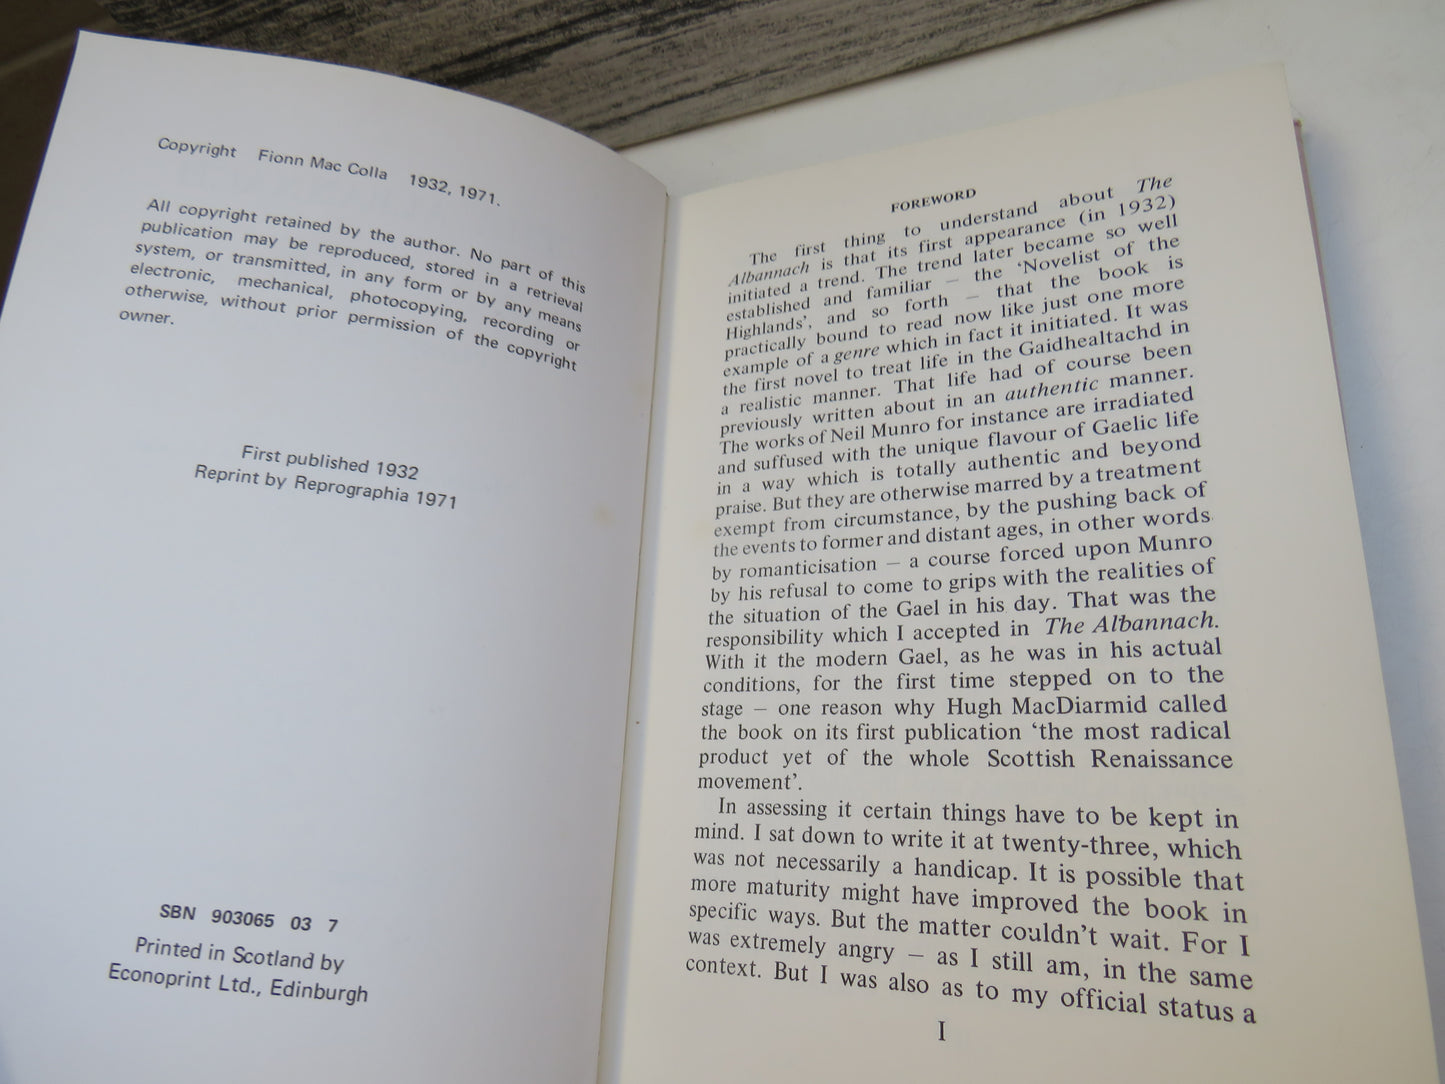 Copyright Fionn Mac Colla 1932, 1971.
All copyright retained by the author. No part of this
publication may be reproduced, stored in a retrieval
system, or transmitted, in any form or by any means
electronic, mechanical, photocopying, recording or
otherwise, without prior permission of the copyright
owner.
First published 1932
Reprint by Reprographia 1971
SBN 903065 03 7
Printed in Scotland by
Econoprint Ltd., Edinburgh
FOREWORD
The first thing to understand about The
Albannach is that its first appearance (in 1932)
initiated a trend. The trend later became so well
established and familiar – the ‘Novelist of the
Highlands’, and so forth – that the book is
practically bound to read now like just one more
example of a genre which in fact it initiated. It was
the first novel to treat life in the Gaidhealtachd in
a realistic manner. That life had of course been
previously written about in an authentic manner.
The works of Neil Munro for instance are irradiated
and suffused with the unique flavour of Gaelic life
in a way which is totally authentic and beyond
praise. But they are otherwise marred by a treatment
exempt from circumstance, by the pushing back of
the events to former and distant ages, in other words
by romanticisation – a course forced upon Munro
by his refusal to come to grips with the realities of
the situation of the Gael in his day. That was the
responsibility which I accepted in The Albannach.
With it the modern Gael, as he was in his actual
conditions, for the first time stepped on to the
stage – one reason why Hugh MacDiarmid called
the book on its first publication ‘the most radical
product yet of the whole Scottish Renaissance
movement’.
In assessing it certain things have to be kept in
mind. I sat down to write it at twenty-three, which
was not necessarily a handicap. It is possible that
more maturity might have improved the book in
specific ways. But the matter couldn’t wait. For I
was extremely angry – as I still am, in the same
context. But I was also as to my official status a
I